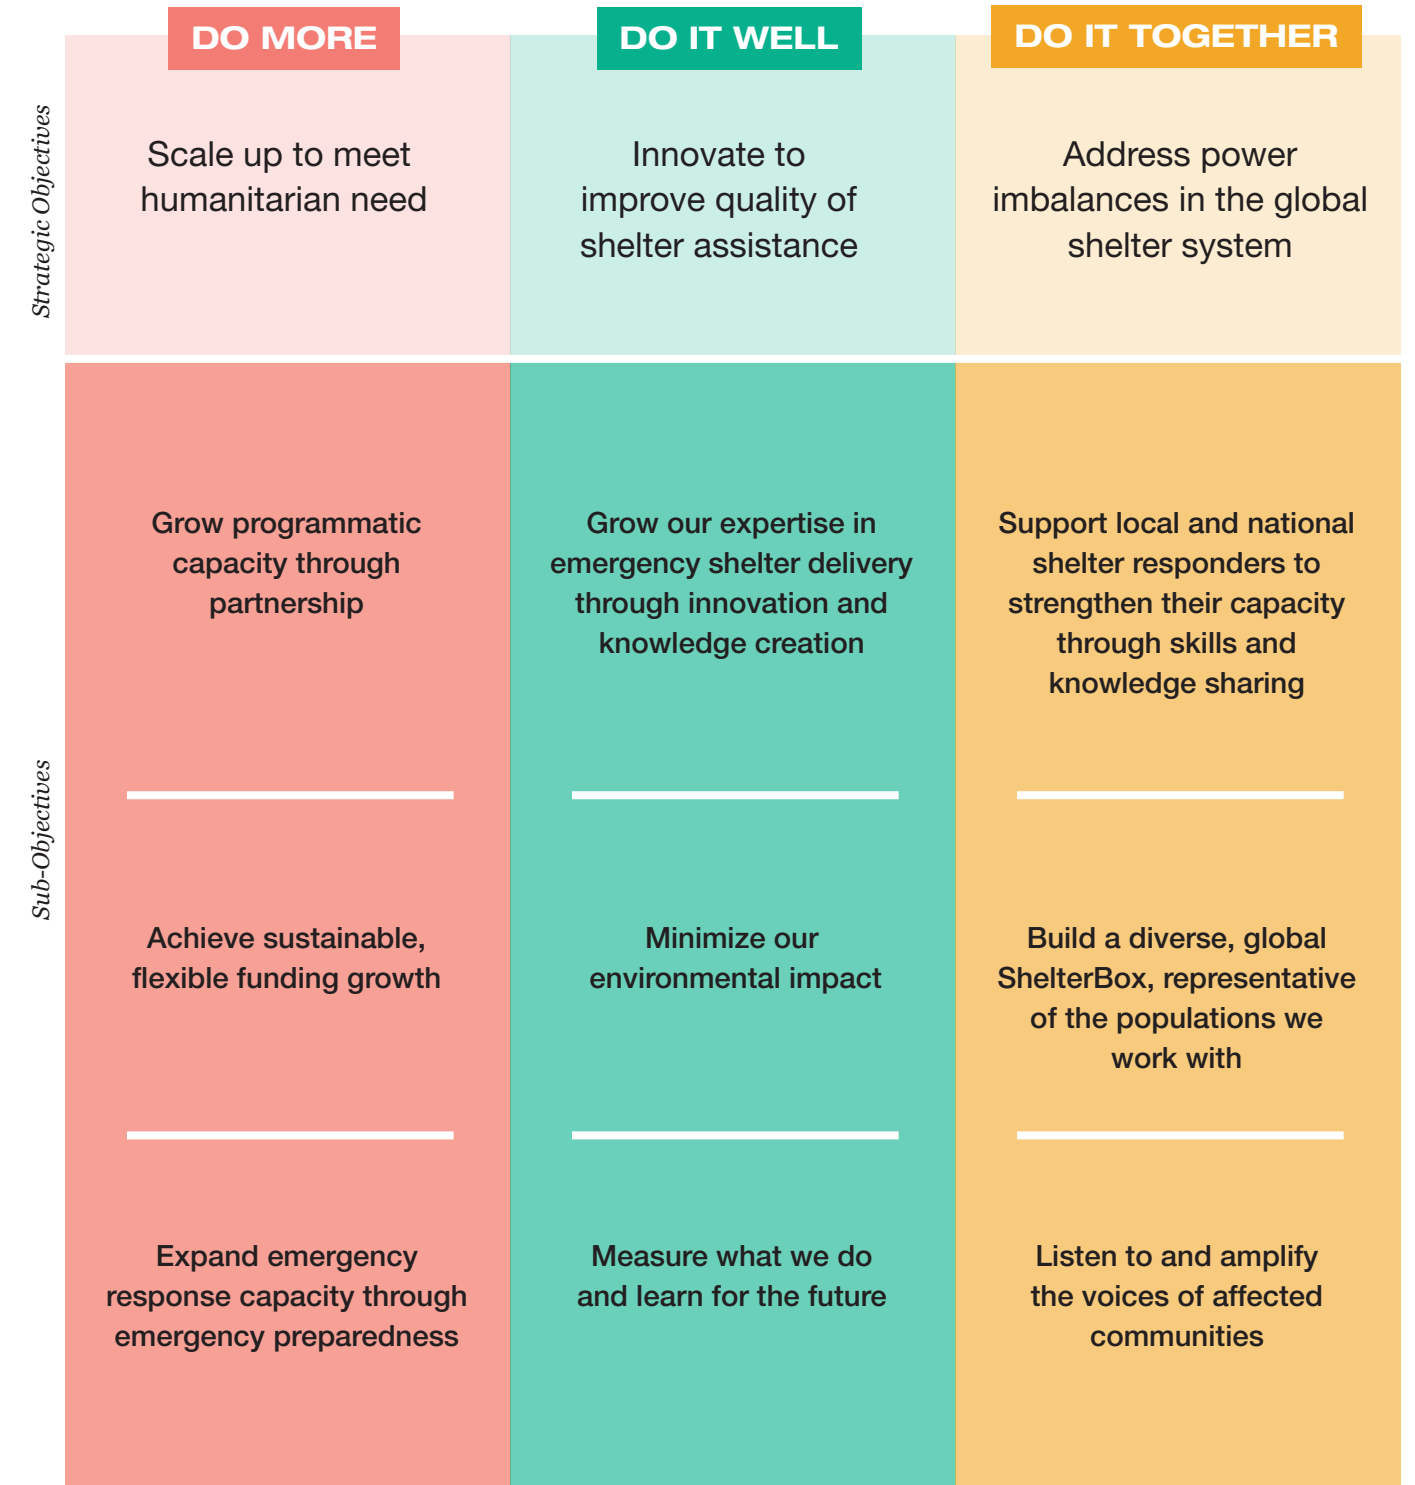 DO MORE
DO IT WELL
DO IT TOGETHER
Strategic Objectives
Scale up to meet
humanitarian need
Innovate to
improve quality of
shelter assistance
Address power
imbalances in the global
shelter system
Sub-Objectives
Grow programmatic
capacity through
partnership
Grow our expertise in
emergency shelter delivery
through innovation and
knowledge creation
Support local and national
shelter responders to
strengthen their capacity
through skills and
knowledge sharing
Achieve sustainable,
flexible funding growth
Minimize our
environmental impact
Build a diverse, global
ShelterBox, representative
of the populations we
work with
Expand emergency
response capacity through
emergency preparedness
Measure what we do
and learn for the future
Listen to and amplify
the voices of affected
communities